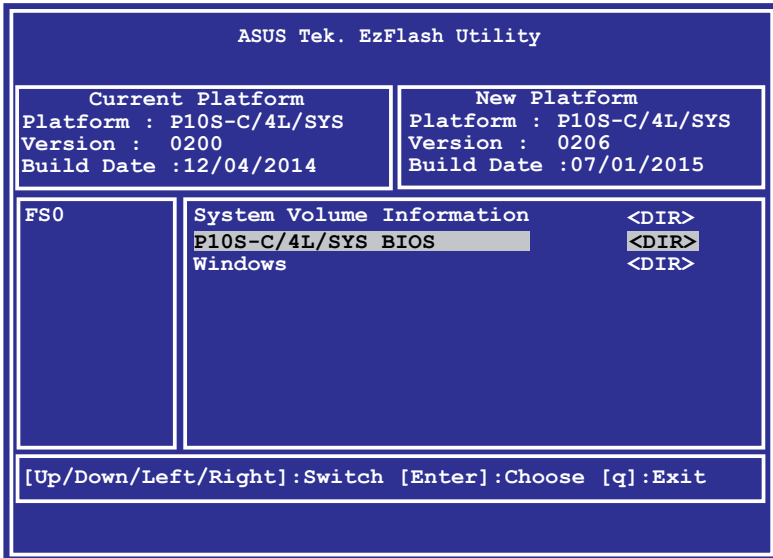 ASUS Tek. EzFlash Utility
Current Platform
Platform : P10S-C/4L/SYS
Version : 0200
Build Date :12/04/2014
New Platform
Platform : P10S-C/4L/SYS
Version : 0206
Build Date :07/01/2015
FS0
System Volume Information <DIR>
P10S-C/4L/SYS BIOS <DIR>
Windows <DIR>
[Up/Down/Left/Right]:Switch [Enter]:Choose [q]:Exit